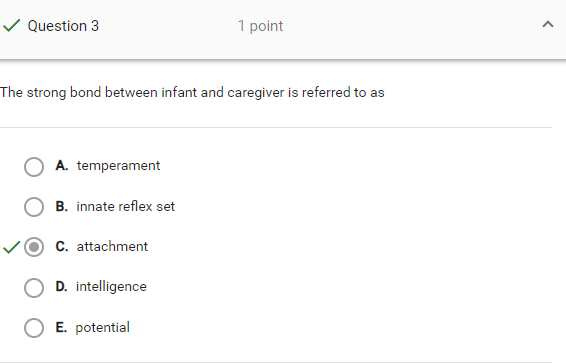 Question 3 1 point
The strong bond between infant and caregiver is referred to as
A. temperament
B. innate reflex set
C. attachment
D. intelligence
E. potential